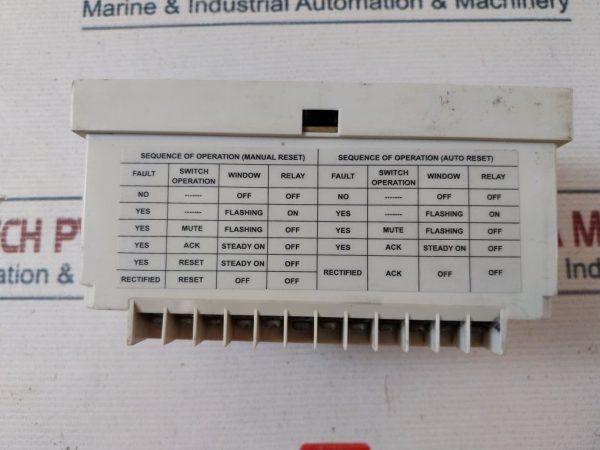 Marine & Industrial Automation & Machinery
SEQUENCE OF OPERATION (MANUAL RESET) SEQUENCE OF OPERATION (AUTO RESET)
FAULT SWITCH OPERATION WINDOW RELAY FAULT SWITCH OPERATION WINDOW RELAY
NO ------- OFF OFF NO ------- OFF OFF
YES ------- FLASHING ON YES ------- FLASHING ON
YES MUTE FLASHING OFF YES MUTE FLASHING OFF
YES ACK STEADY ON OFF YES ACK STEADY ON OFF
YES RESET STEADY ON OFF RECTIFIED ACK OFF OFF
RECTIFIED RESET OFF OFF
TCH P
A M
ation &
Ind